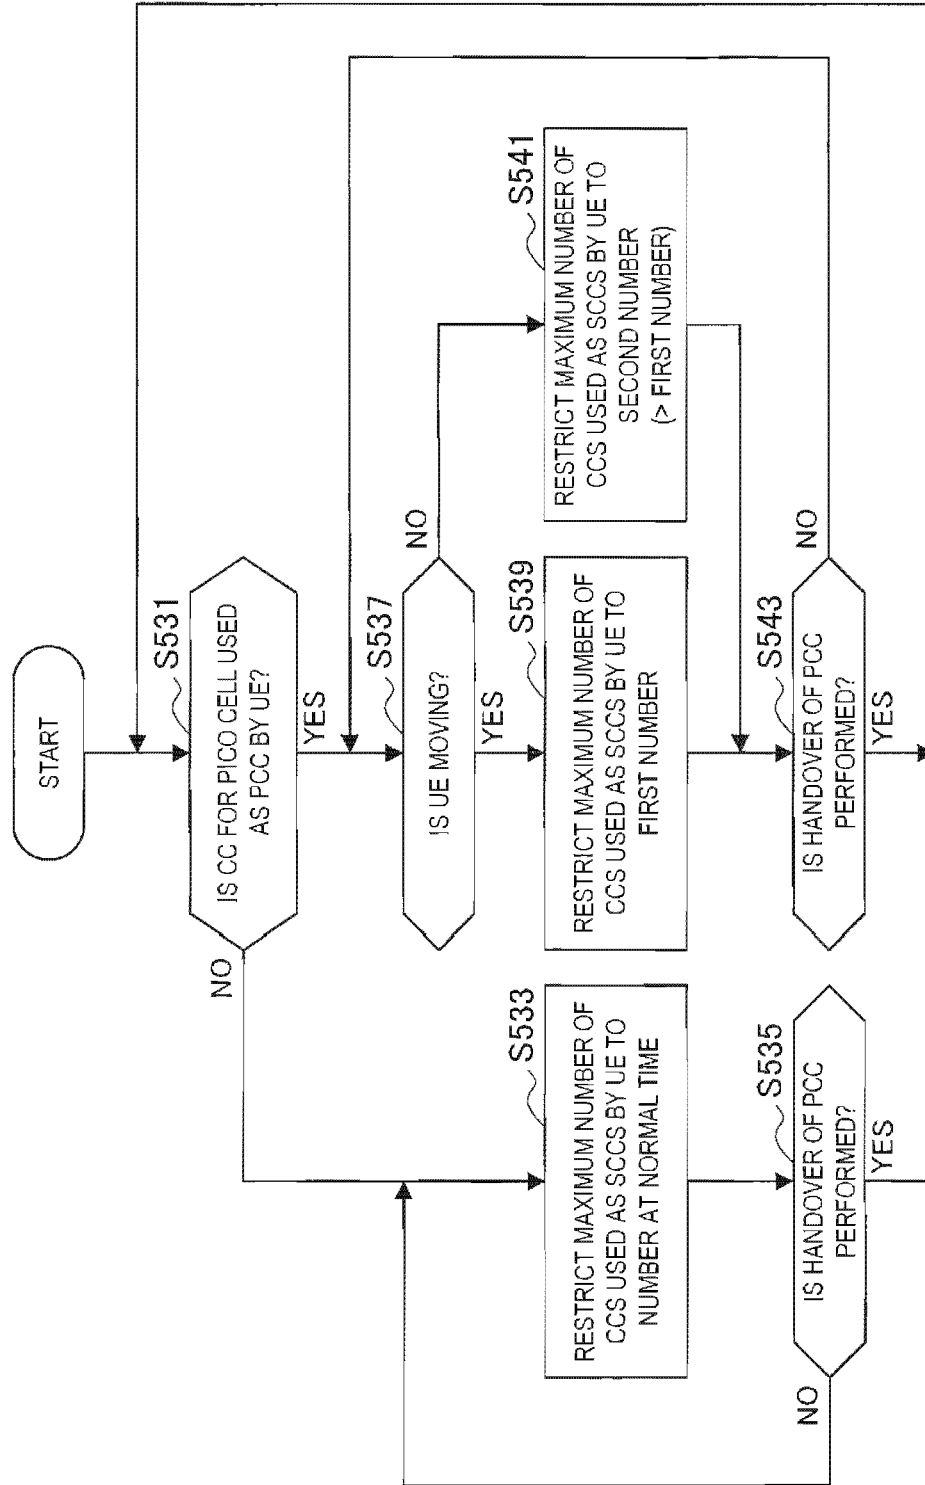 START
S531
IS CC FOR PICO CELL USED
AS PCC BY UE?
NO
YES
S537
IS UE MOVING?
NO
YES
S533
RESTRICT MAXIMUM NUMBER OF
CCS USED AS SCCS BY UE TO
NUMBER AT NORMAL TIME
S539
RESTRICT MAXIMUM NUMBER OF
CCS USED AS SCCS BY UE TO
FIRST NUMBER
S541
RESTRICT MAXIMUM NUMBER OF
CCS USED AS SCCS BY UE TO
SECOND NUMBER
(> FIRST NUMBER)
S535
IS HANDOVER OF PCC
PERFORMED?
NO
YES
S543
IS HANDOVER OF PCC
PERFORMED?
NO
YES